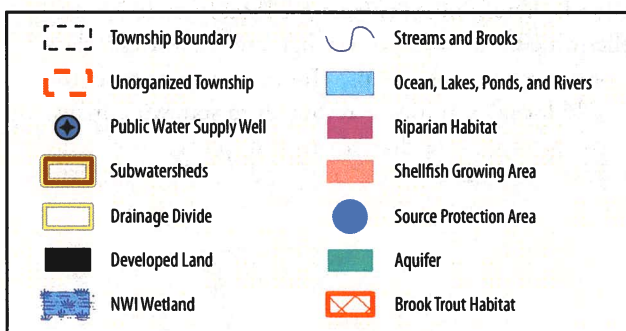 Township Boundary
Unorganized Township
Public Water Supply Well
Subwatersheds
Drainage Divide
Developed Land
NWI Wetland
Streams and Brooks
Ocean, Lakes, Ponds, and Rivers
Riparian Habitat
Shellfish Growing Area
Source Protection Area
Aquifer
Brook Trout Habitat